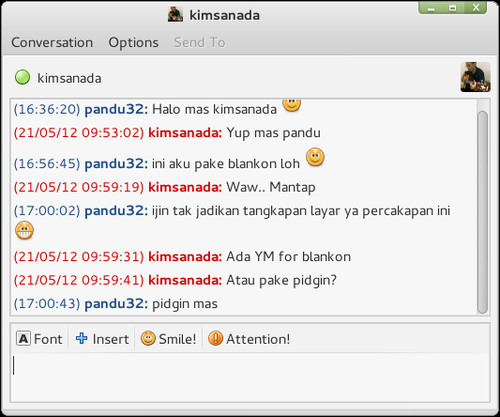 kimsanada
Conversation Options Send To
kimsanada
(16:36:20) pandu32: Halo mas kimsanada
(21/05/12 09:53:02) kimsanada: Yup mas pandu
(16:56:45) pandu32: ini aku pake blankon loh
(21/05/12 09:59:19) kimsanada: Waw.. Mantap
(17:00:02) pandu32: ijin tak jadikan tangkapan layar ya percakapan ini
(21/05/12 09:59:31) kimsanada: Ada YM for blankon
(21/05/12 09:59:41) kimsanada: Atau pake pidgin?
(17:00:43) pandu32: pidgin mas
A Font Insert Smile! Attention!